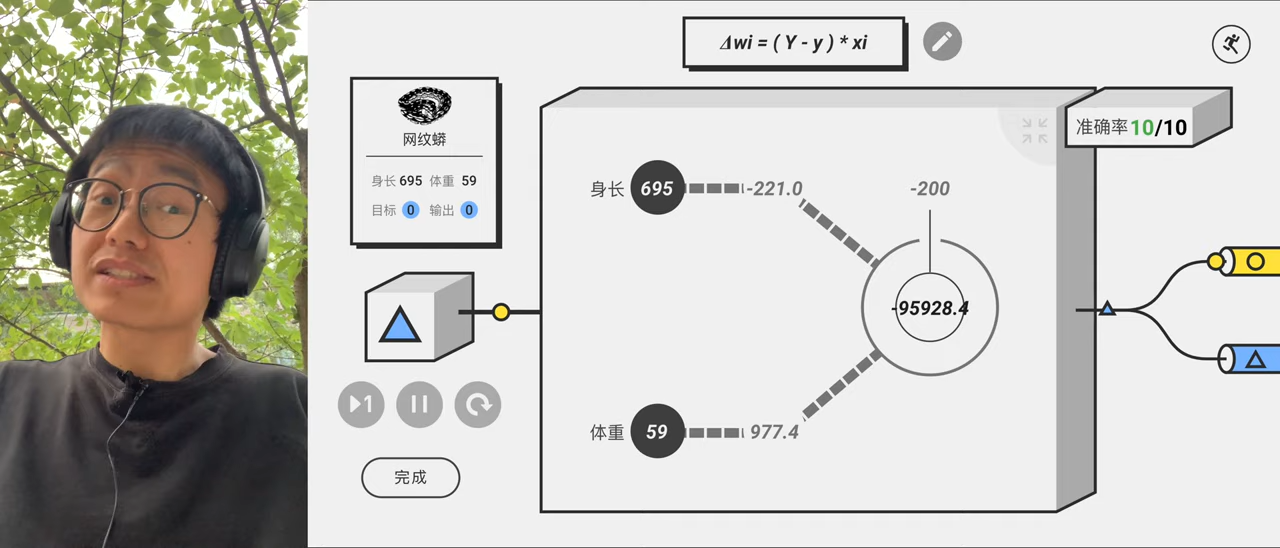 Δwi = ( Y - y ) * xi
网纹蟒
身长 695 体重 59
目标 0 输出 0
准确率 10/10
身长 695 -221.0
-200
-95928.4
体重 59 977.4
1
完成